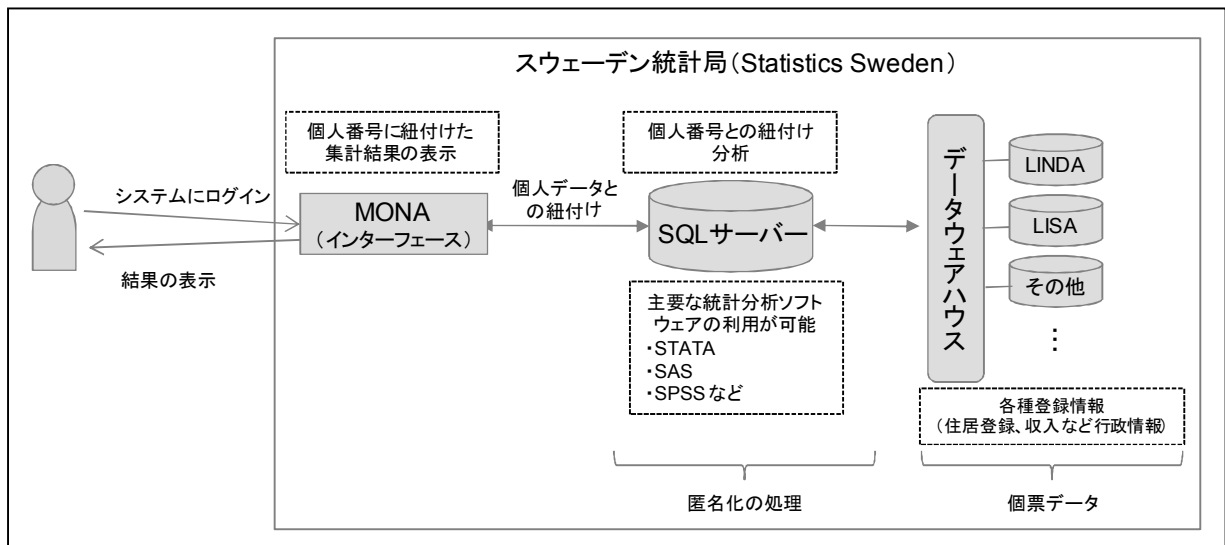 スウェーデン統計局（Statistics Sweden）
個人番号に紐付けた
集計結果の表示
個人番号との紐付け
分析
システムにログイン
結果の表示
MONA
（インターフェース）
個人データと
の紐付け
SQLサーバー
主要な統計分析ソフト
ウェアの利用が可能
・STATA
・SAS
・SPSSなど
データウェアハウス
LINDA
LISA
その他
⋮
各種登録情報
（住居登録、収入など行政情報）
匿名化の処理
個票データ